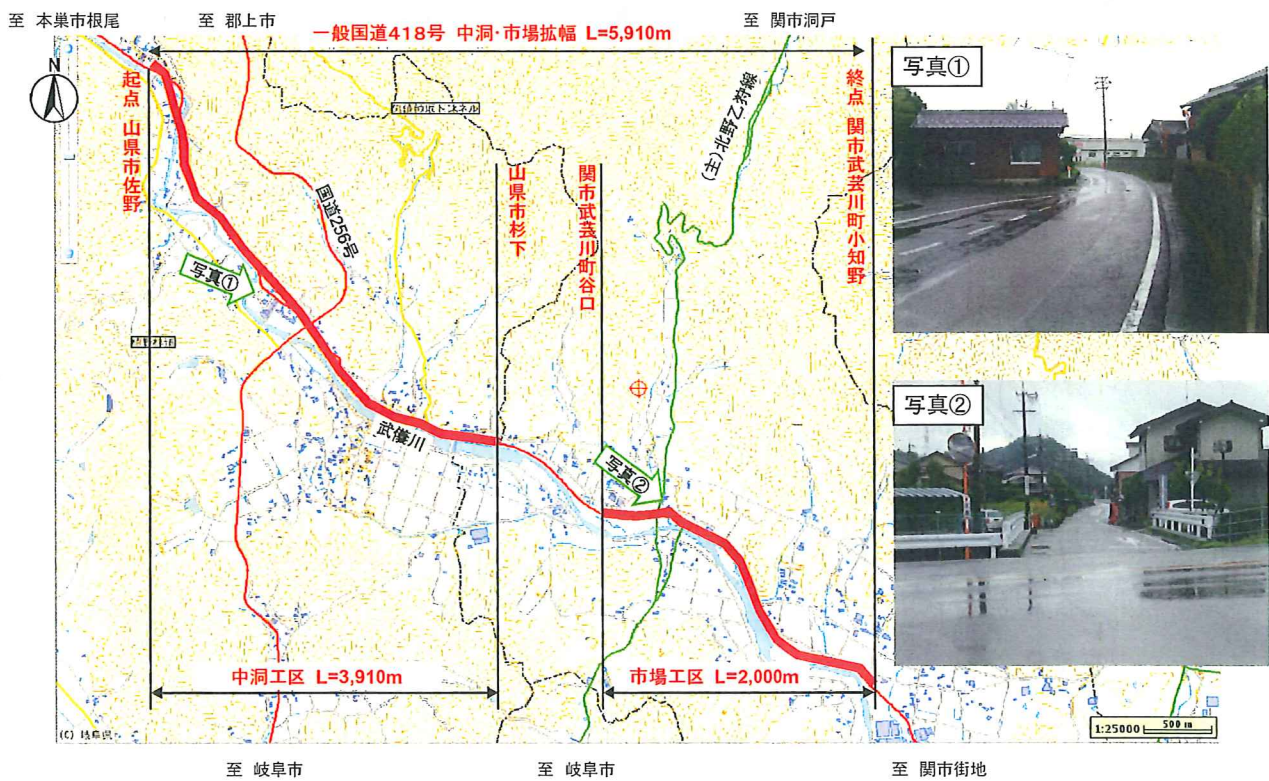 至 本巣市根尾
至 郡上市
至 関市洞戸
一般国道418号 中洞・市場拡幅 L=5,910m
N
起点 山県市佐野
国道256号
山県市杉下
関市武芸川町谷口
(主)北野乙狩線
終点 関市武芸川町小知野
写真①
写真①
写真②
写真②
武儀川
中洞工区 L=3,910m
市場工区 L=2,000m
1:25000 500 m
(C) 岐阜県
至 岐阜市
至 岐阜市
至 関市街地